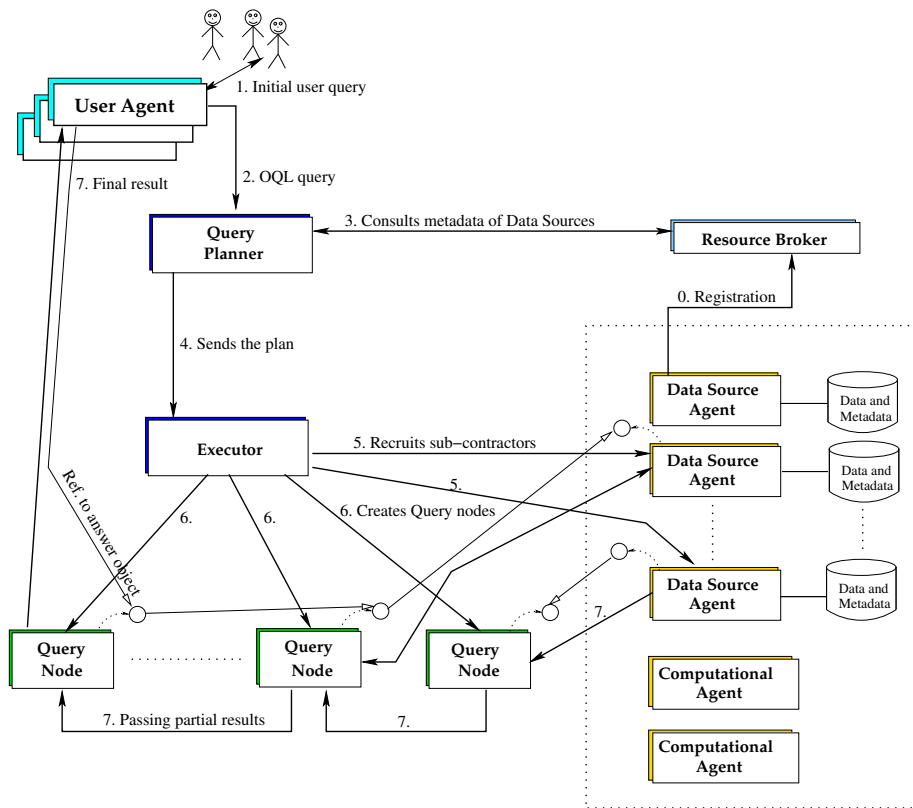 1. Initial user query
User Agent
7. Final result
2. OQL query
Query
Planner
3. Consults metadata of Data Sources
Resource Broker
0. Registration
4. Sends the plan
Data Source
Agent
Data and
Metadata
Executor
5. Recruits sub−contractors
Data Source
Agent
Data and
Metadata
5.
Ref. to answer object
6.
6.
6. Creates Query nodes
Data Source
Agent
Data and
Metadata
7.
Query
Node
Query
Node
Query
Node
Computational
Agent
7. Passing partial results
7.
Computational
Agent